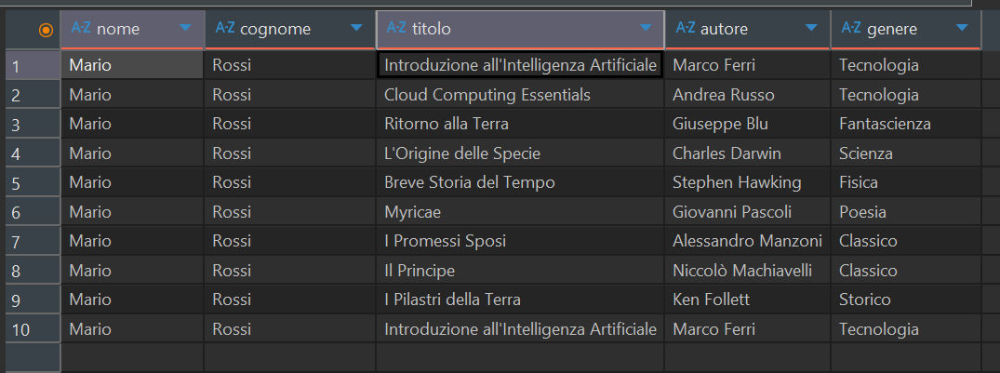 A-Z nome A-Z cognome A-Z titolo A-Z autore A-Z genere
1 Mario Rossi Introduzione all'Intelligenza Artificiale Marco Ferri Tecnologia
2 Mario Rossi Cloud Computing Essentials Andrea Russo Tecnologia
3 Mario Rossi Ritorno alla Terra Giuseppe Blu Fantascienza
4 Mario Rossi L'Origine delle Specie Charles Darwin Scienza
5 Mario Rossi Breve Storia del Tempo Stephen Hawking Fisica
6 Mario Rossi Myricae Giovanni Pascoli Poesia
7 Mario Rossi I Promessi Sposi Alessandro Manzoni Classico
8 Mario Rossi Il Principe Niccolò Machiavelli Classico
9 Mario Rossi I Pilastri della Terra Ken Follett Storico
10 Mario Rossi Introduzione all'Intelligenza Artificiale Marco Ferri Tecnologia